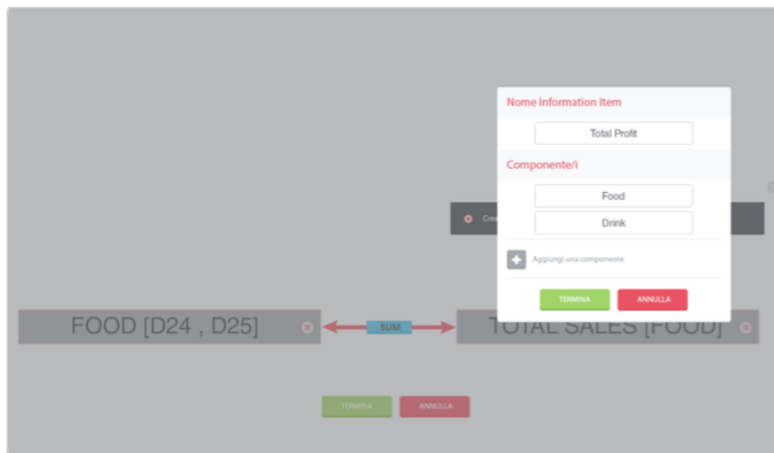 Nome Information Item
Total Profit
Componente/i
Food
Drink
Aggiungi una componente
TERMINA ANNULLA
FOOD [D24 , D25] SUM TOTAL SALES [FOOD]
TERMINA ANNULLA